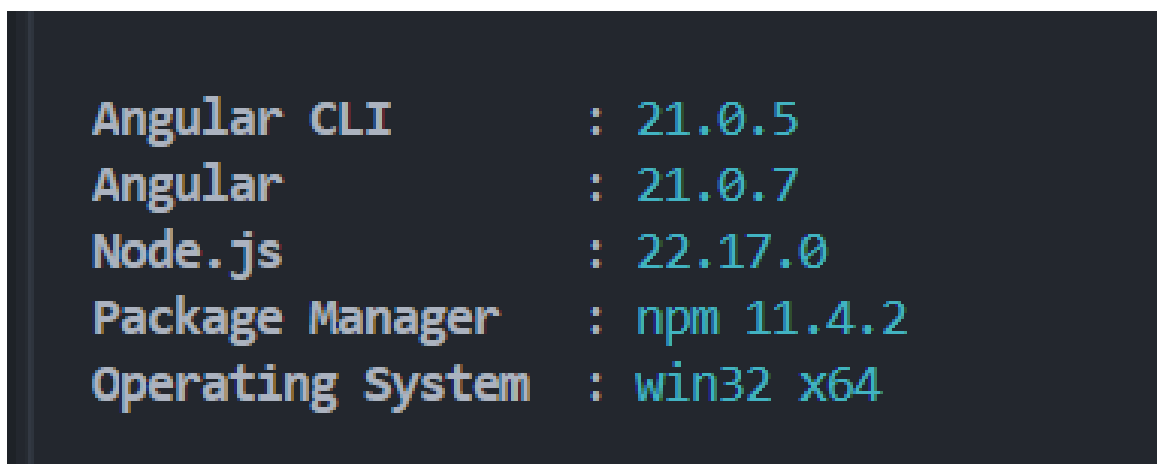 Angular CLI : 21.0.5
Angular : 21.0.7
Node.js : 22.17.0
Package Manager : npm 11.4.2
Operating System : win32 x64